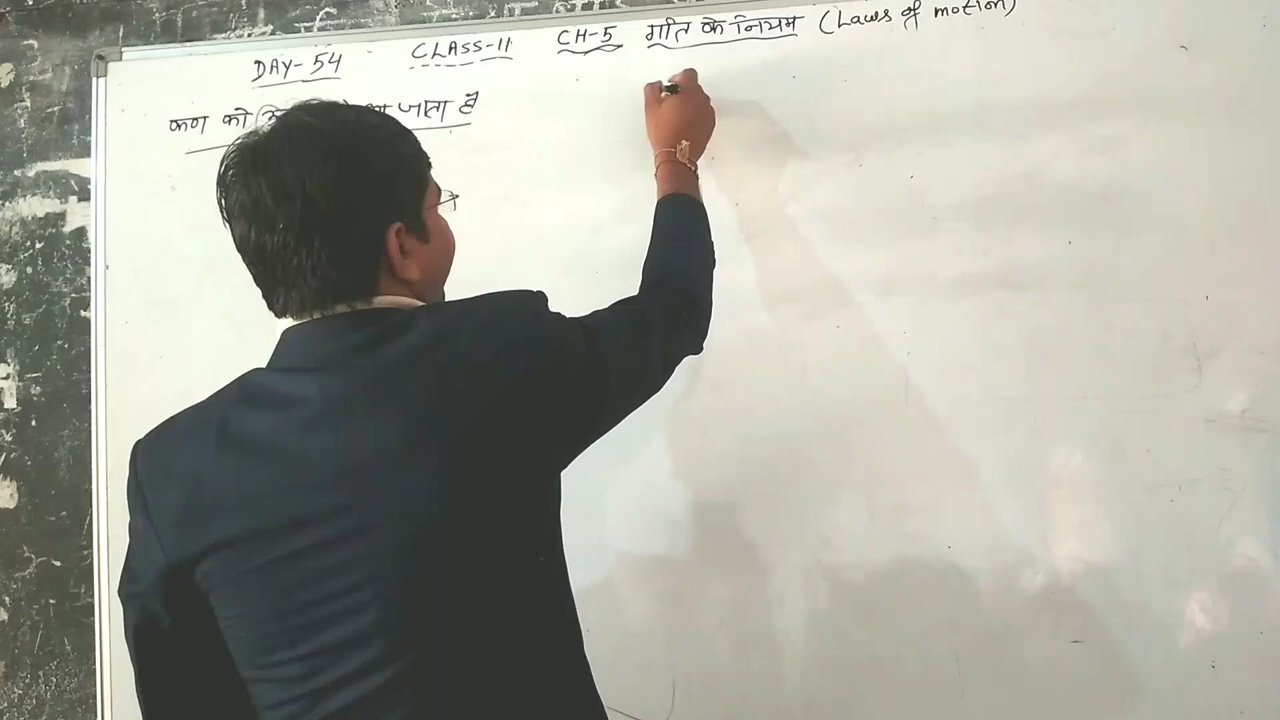 DAY-54 CLASS-11 CH-5 गति के नियम (Laws of motion)
कण को जाता है